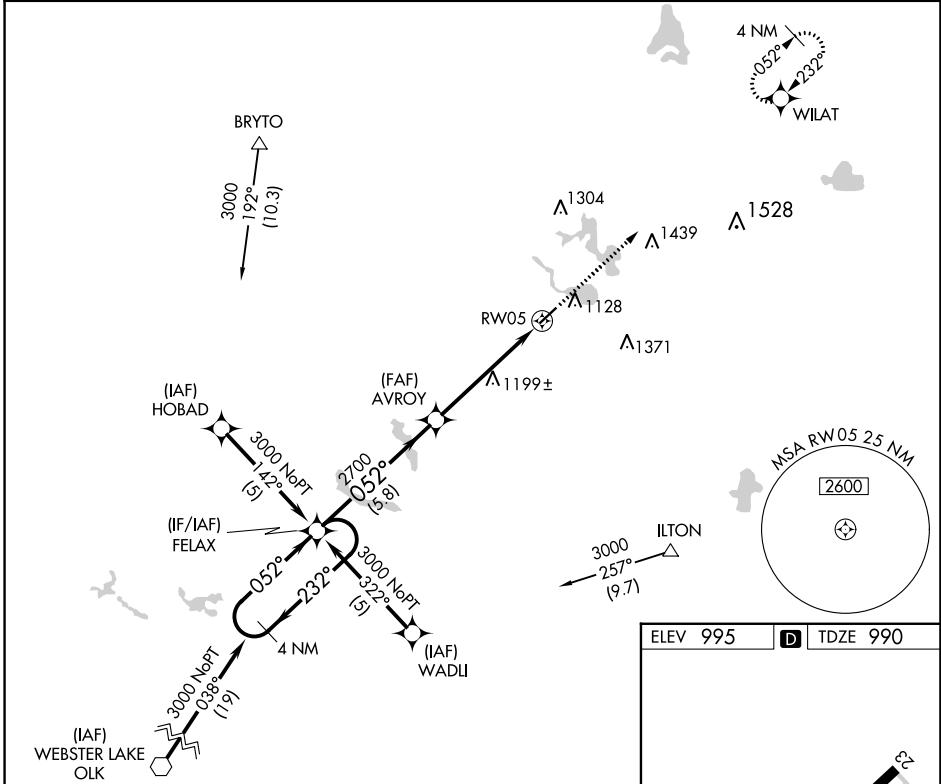 4 NM
052°
232°
WILAT
BRYTO
3000
192°
(10.3)
1304
1439
1528
1128
RW05
1371
1199±
(FAF)
AVROY
(IAF)
HOBAD
3000 NoPT
142°
(5)
2700
052°
(5.8)
MSA RW05 25 NM
2600
(IF/IAF)
FELAX
ILTON
3000
257°
(9.7)
052°
232°
3000 NoPT
322°
(5)
4 NM
(IAF)
WADLI
3000 NoPT
038°
(19)
(IAF)
WEBSTER LAKE
OLK
ELEV 995 D TDZE 990
23